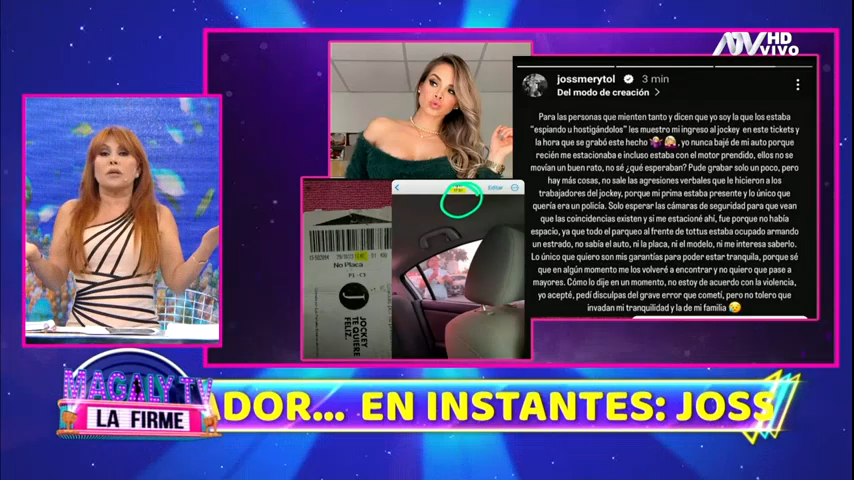 ATV HD
VIVO
jossmerytol 3 min
Del modo de creación >
Para las personas que mienten tanto y dicen que yo soy la que los estaba
"espiando u hostigándolos" les muestro mi ingreso al jockey en este tickets y
la hora que se grabó este hecho, yo nunca bajé de mi auto porque
recién me estacionaba e incluso estaba con el motor prendido, ellos no se
movían un buen rato, no sé ¿qué esperaban? Pude grabar solo un poco, pero
hay más cosas, no sale las agresiones verbales que le hicieron a los
trabajadores del jockey, porque mi prima estaba presente y lo único que
quería era un policía. Solo esperar las cámaras de seguridad para que vean
que las coincidencias existen y si me estacioné ahí, fue porque no había
espacio, ya que todo el parqueo al frente de tottus estaba ocupado armando
un estrado, no sabía el auto, ni la placa, ni el modelo, ni me interesa saberlo.
Lo único que quiero son mis garantías para poder estar tranquila, porque sé
que en algún momento me los volveré a encontrar y no quiero que pase a
mayores. Cómo lo dije en un momento, no estoy de acuerdo con la violencia,
yo acepté, pedí disculpas del grave error que cometí, pero no tolero que
invadan mi tranquilidad y la de mi familia
Editar
No Placa
P1 - C3
J
JOCKEY
TE QUIERE
FELIZ.
MAGALY TV
LA FIRME
ADOR... EN INSTANTES: JOSS